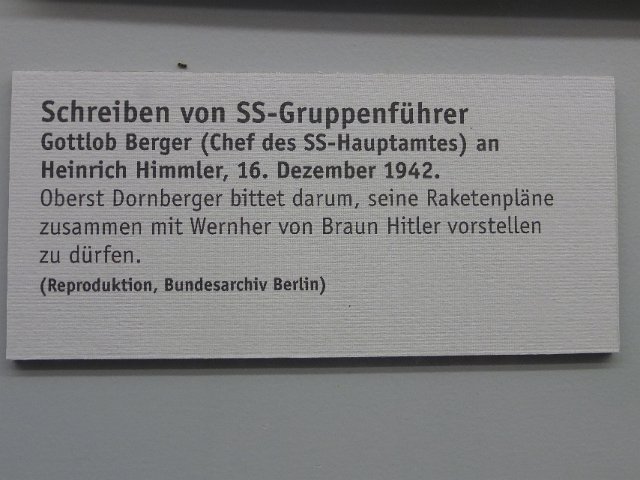 Schreiben von SS-Gruppenführer
Gottlob Berger (Chef des SS-Hauptamtes) an
Heinrich Himmler, 16. Dezember 1942.
Oberst Dornberger bittet darum, seine Raketenpläne
zusammen mit Wernher von Braun Hitler vorstellen
zu dürfen.
(Reproduktion, Bundesarchiv Berlin)